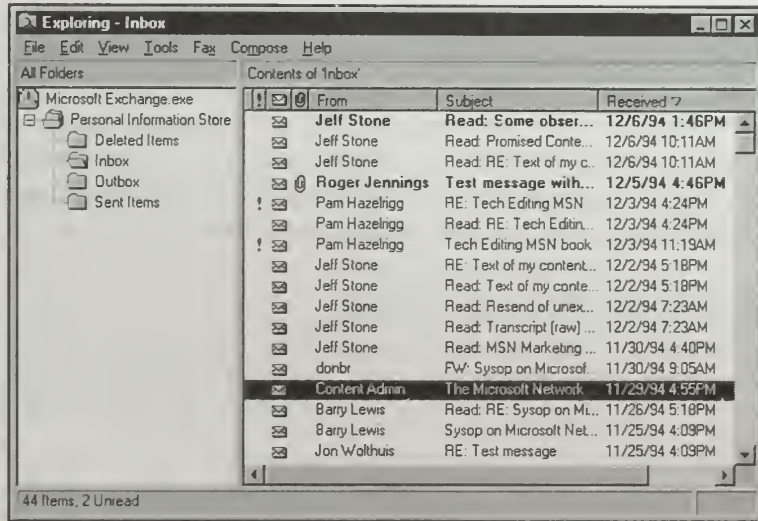 Exploring - Inbox
File Edit View Tools Fax Compose Help
All Folders
Contents of 'Inbox'
Microsoft Exchange.exe
Personal Information Store
Deleted Items
Inbox
Outbox
Sent Items
! From Subject Received
Jeff Stone Read: Some obser... 12/6/94 1:46PM
Jeff Stone Read: Promised Conte... 12/6/94 10:11AM
Jeff Stone Read: RE: Text of my c... 12/6/94 10:11AM
Roger Jennings Test message with... 12/5/94 4:46PM
! Pam Hazelrigg RE: Tech Editing MSN 12/3/94 4:24PM
Pam Hazelrigg Read: RE: Tech Editin... 12/3/94 4:24PM
! Pam Hazelrigg Tech Editing MSN book 12/3/94 11:19AM
Jeff Stone RE: Text of my content... 12/2/94 5:18PM
Jeff Stone Read: Text of my conte... 12/2/94 5:18PM
Jeff Stone Read: Resend of unex... 12/2/94 7:23AM
Jeff Stone Read: Transcript (raw) ... 12/2/94 7:23AM
Jeff Stone Read: MSN Marketing ... 11/30/94 4:40PM
donbr FW: Sysop on Microsof... 11/30/94 9:05AM
Content Admin The Microsoft Network 11/29/94 4:55PM
Barry Lewis Read: RE: Sysop on Mi... 11/26/94 5:18PM
Barry Lewis Sysop on Microsoft Net... 11/25/94 4:09PM
Jon Wolthuis RE: Test message 11/25/94 4:09PM
44 Items, 2 Unread